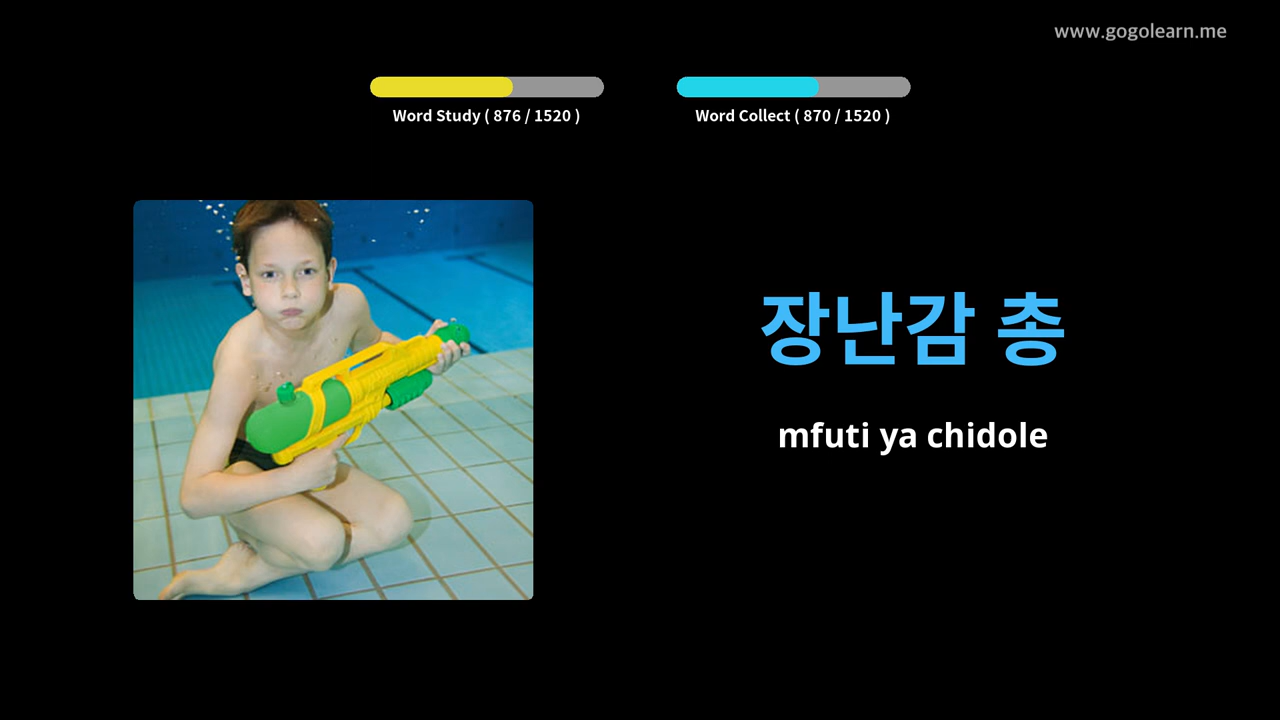 www.gogolearn.me
Word Study ( 876 / 1520 )
Word Collect ( 870 / 1520 )
장난감 총
mfuti ya chidole